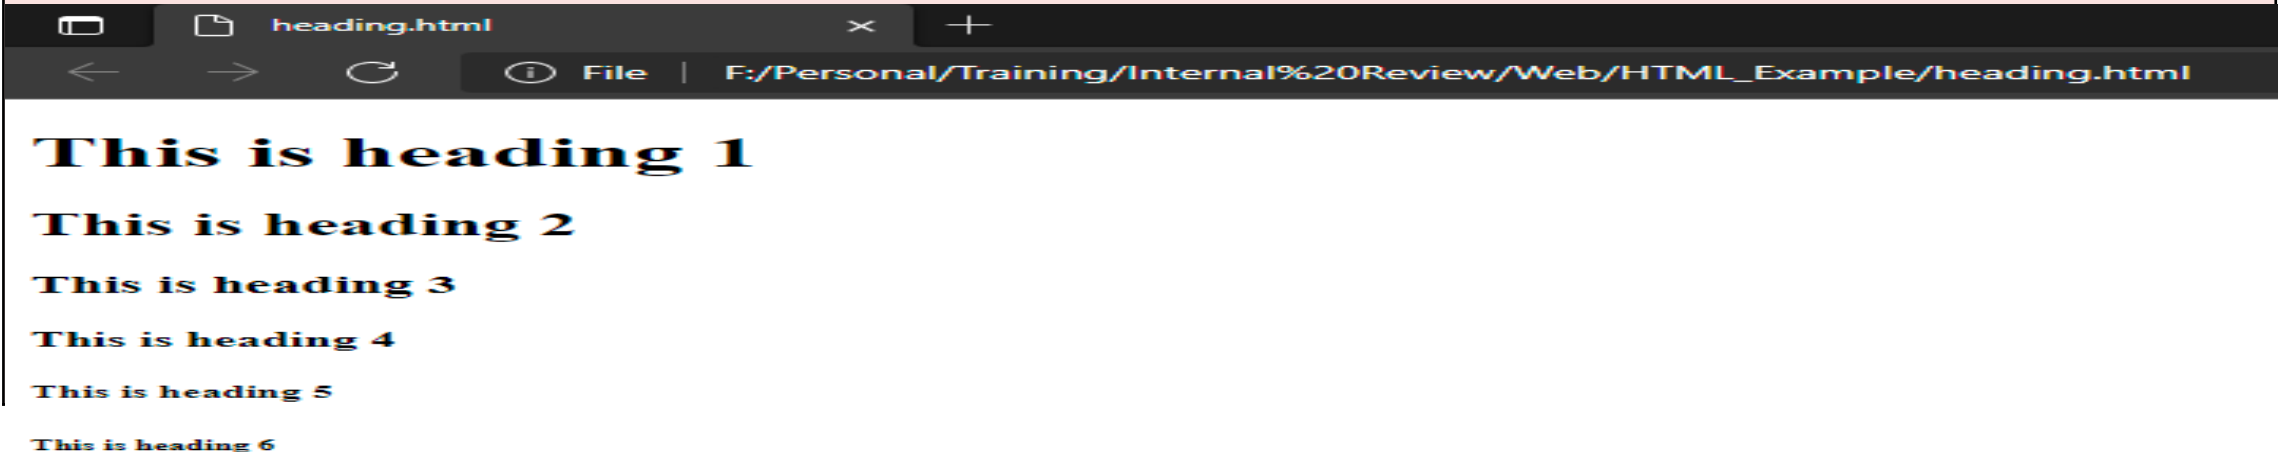 heading.html
File | F:/Personal/Training/Internal%20Review/Web/HTML_Example/heading.html
This is heading 1
This is heading 2
This is heading 3
This is heading 4
This is heading 5
This is heading 6